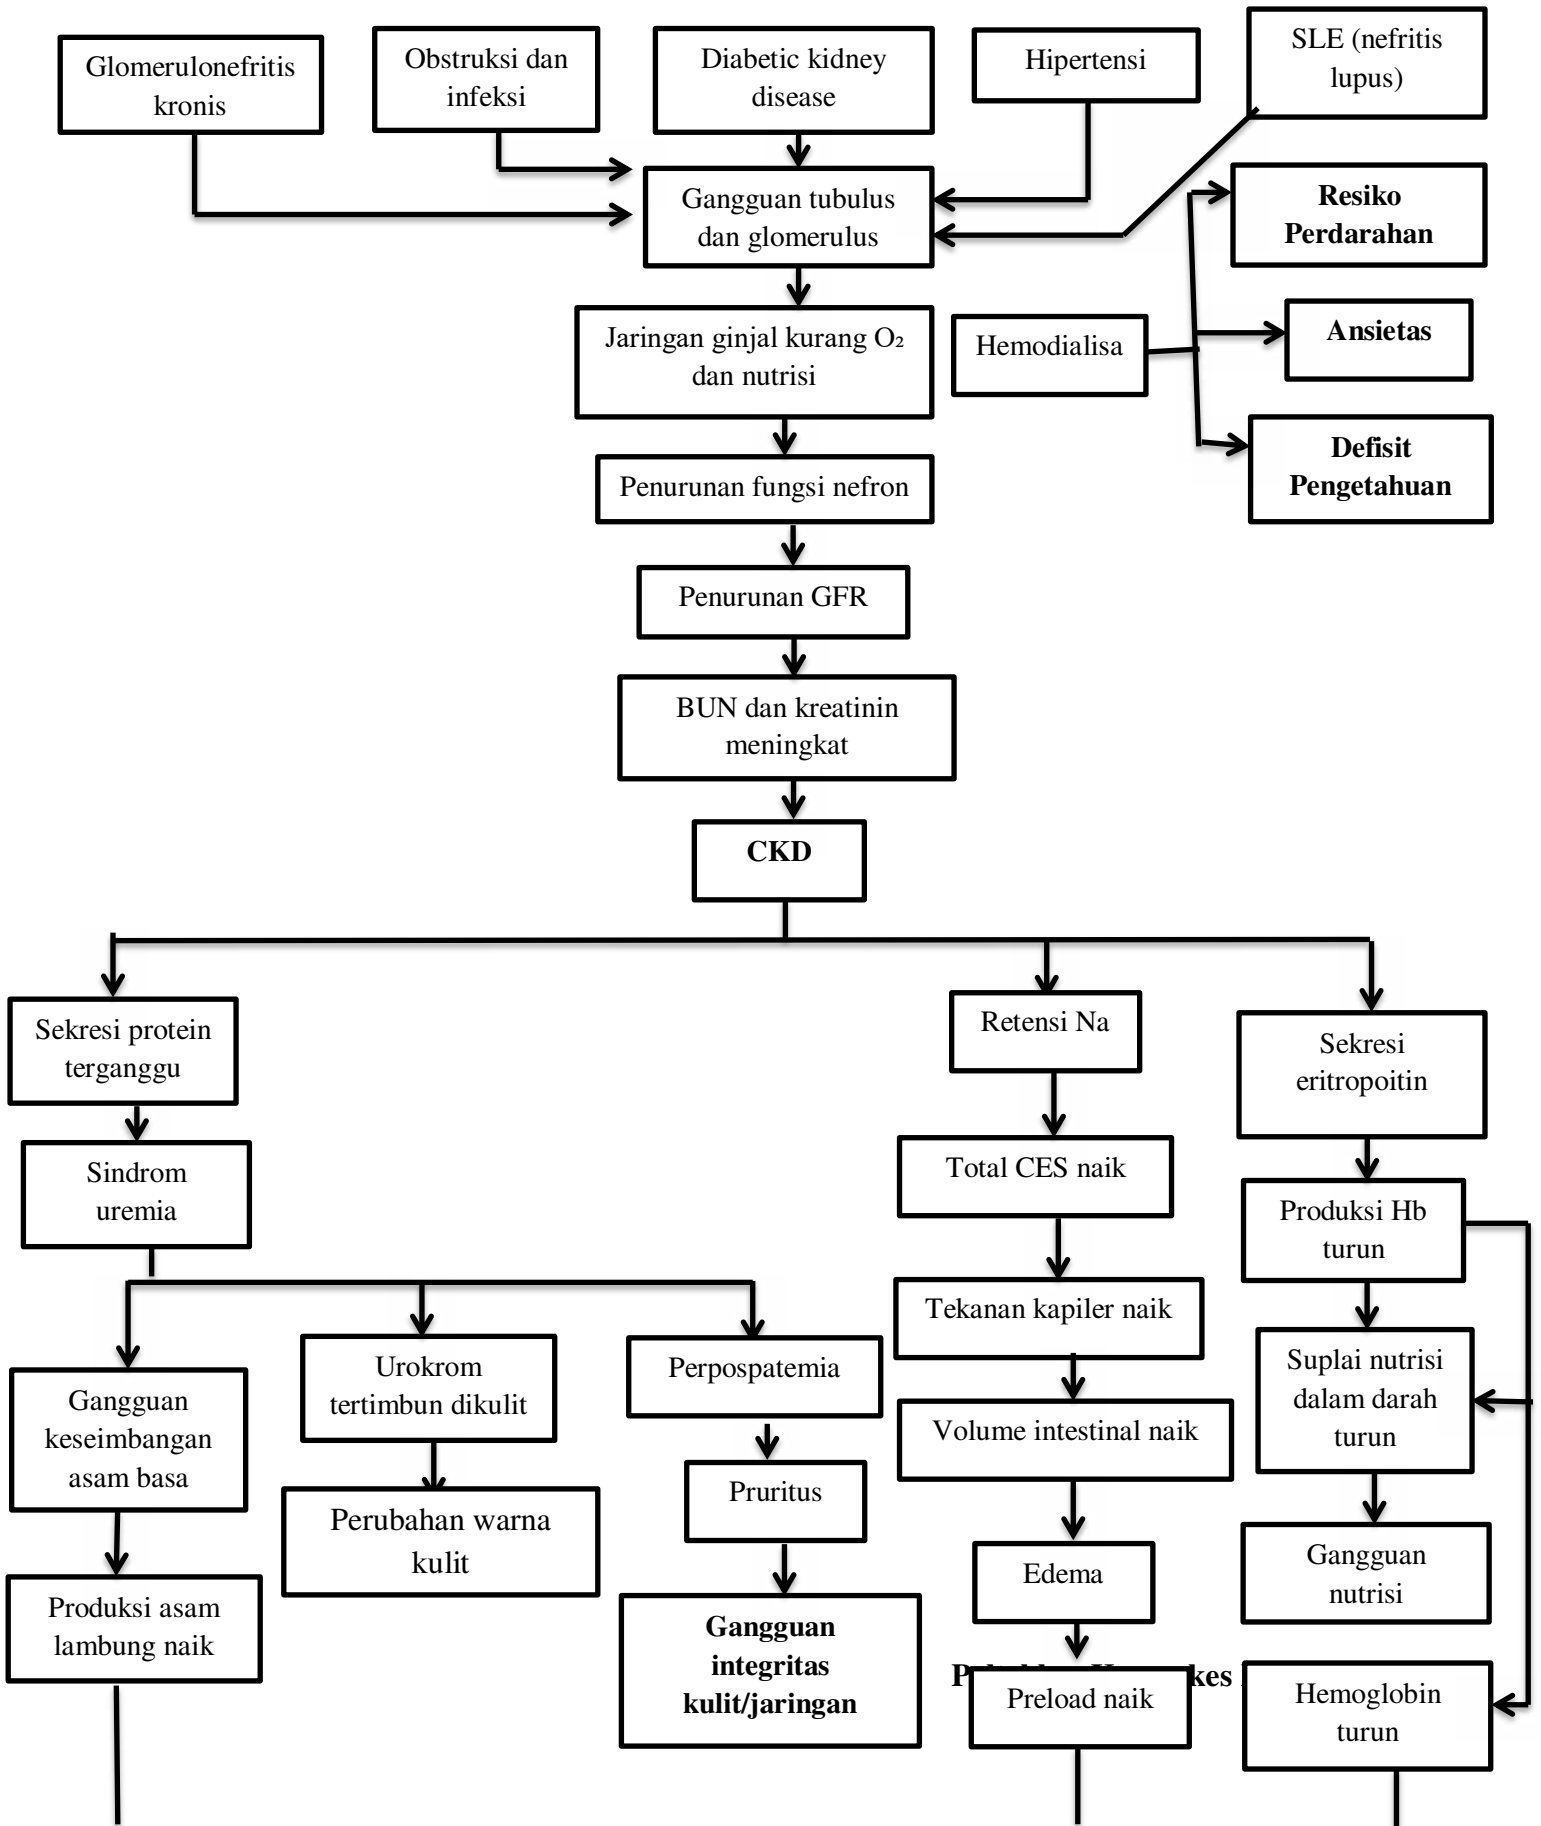 Glomerulonefritis
kronis
Obstruksi dan
infeksi
Diabetic kidney
disease
Hipertensi
SLE (nefritis
lupus)
Gangguan tubulus
dan glomerulus
Resiko
Perdarahan
Jaringan ginjal kurang O₂
dan nutrisi
Hemodialisa
Ansietas
Defisit
Pengetahuan
Penurunan fungsi nefron
Penurunan GFR
BUN dan kreatinin
meningkat
CKD
Sekresi protein
terganggu
Retensi Na
Sekresi
eritropoitin
Sindrom
uremia
Total CES naik
Produksi Hb
turun
Gangguan
keseimbangan
asam basa
Urokrom
tertimbun dikulit
Perpospatemia
Tekanan kapiler naik
Suplai nutrisi
dalam darah
turun
Volume intestinal naik
Produksi asam
lambung naik
Perubahan warna
kulit
Pruritus
Edema
Gangguan
nutrisi
Gangguan
integritas
kulit/jaringan
Preload naik
Hemoglobin
turun